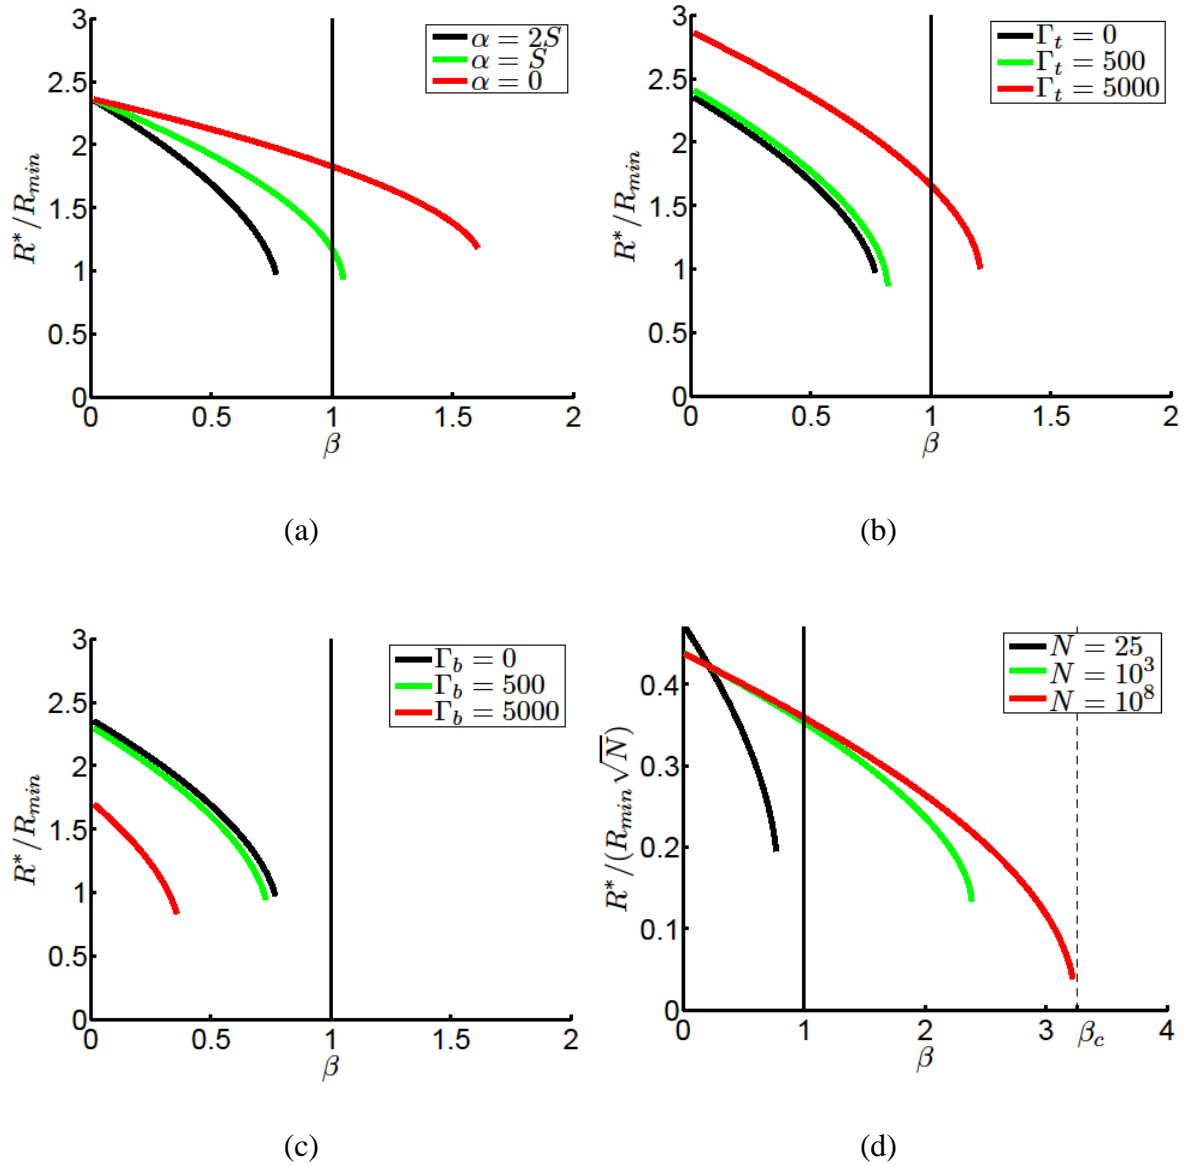 3
2.5
2
1.5
1
0.5
0
R*/R_min
0 0.5 1 1.5 2
β
α = 2S
α = S
α = 0
(a)
3
2.5
2
1.5
1
0.5
0
R*/R_min
0 0.5 1 1.5 2
β
Γ_t = 0
Γ_t = 500
Γ_t = 5000
(b)
3
2.5
2
1.5
1
0.5
0
R*/R_min
0 0.5 1 1.5 2
β
Γ_b = 0
Γ_b = 500
Γ_b = 5000
(c)
0.4
0.3
0.2
0.1
0
R*/(R_min√N)
0 1 2 3 β_c 4
β
N = 25
N = 10^3
N = 10^8
(d)